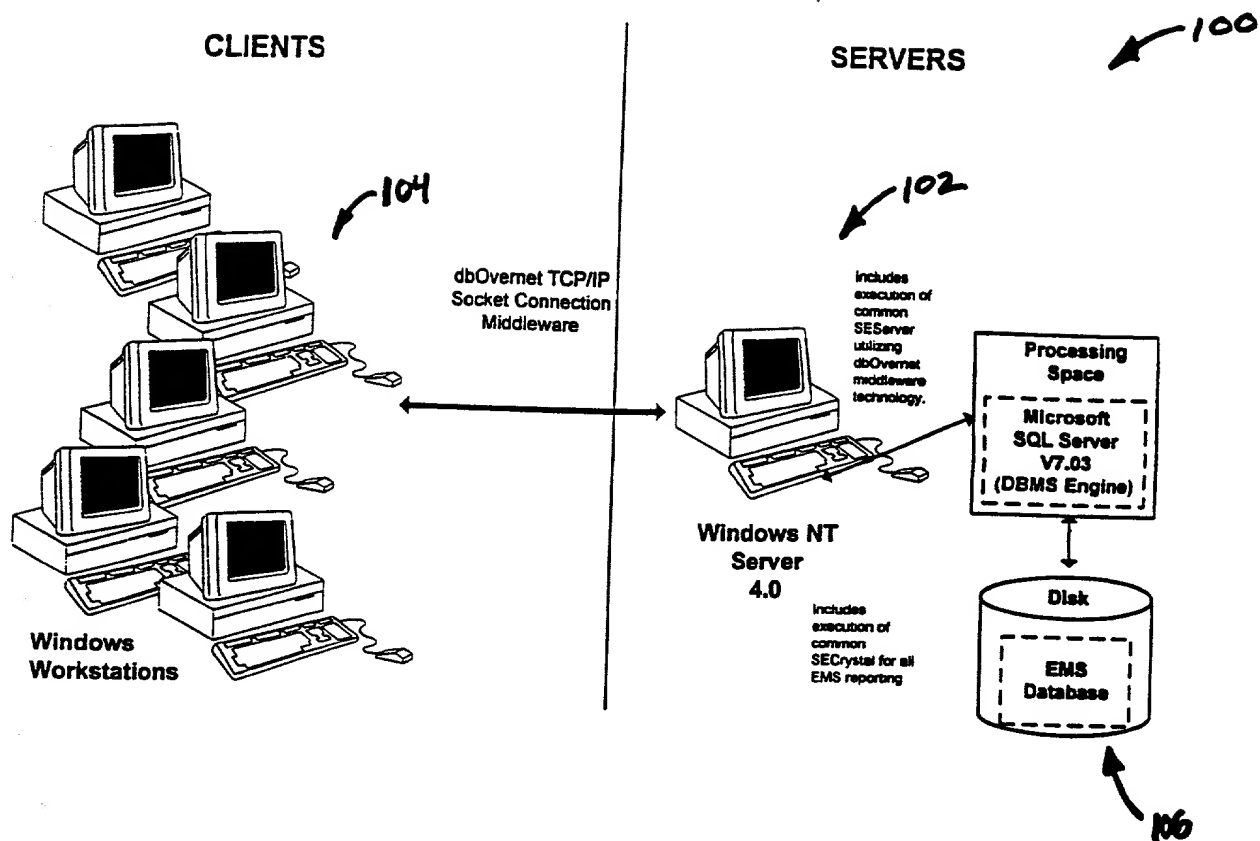 CLIENTS
SERVERS
100
104
102
dbOvernet TCP/IP
Socket Connection
Middleware
includes
execution of
common
SEServer
utilizing
dbOvernet
middleware
technology.
Processing
Space
Microsoft
SQL Server
V7.03
(DBMS Engine)
Windows NT
Server
4.0
Disk
includes
execution of
common
SECrystal for all
EMS reporting
EMS
Database
Windows
Workstations
106